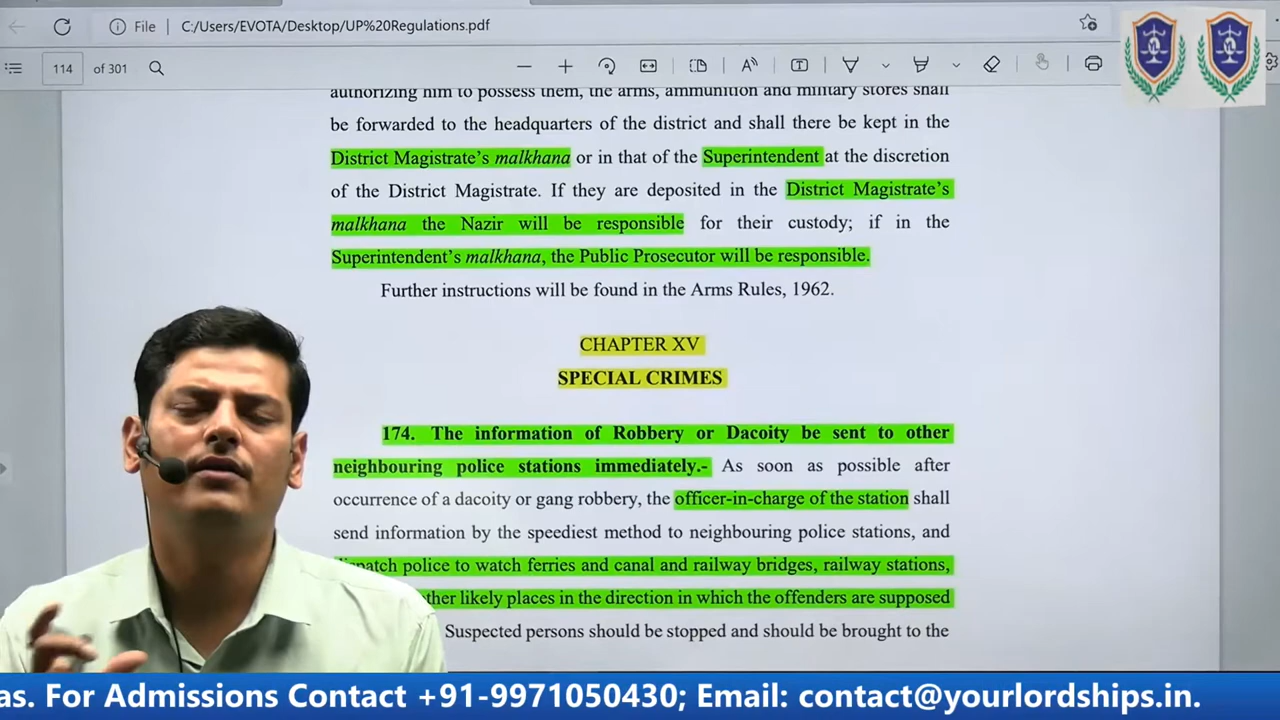 File | C:/Users/EVOTA/Desktop/UP%20Regulations.pdf
114 of 301
authorizing him to possess them, the arms, ammunition and military stores shall
be forwarded to the headquarters of the district and shall there be kept in the
District Magistrate's malkhana or in that of the Superintendent at the discretion
of the District Magistrate. If they are deposited in the District Magistrate's
malkhana the Nazir will be responsible for their custody; if in the
Superintendent's malkhana, the Public Prosecutor will be responsible.
Further instructions will be found in the Arms Rules, 1962.
CHAPTER XV
SPECIAL CRIMES
174. The information of Robbery or Dacoity be sent to other
neighbouring police stations immediately.- As soon as possible after
occurrence of a dacoity or gang robbery, the officer-in-charge of the station shall
send information by the speediest method to neighbouring police stations, and
police to watch ferries and canal and railway bridges, railway stations,
likely places in the direction in which the offenders are supposed
Suspected persons should be stopped and should be brought to the
as. For Admissions Contact +91-9971050430; Email: contact@yourlordships.in.